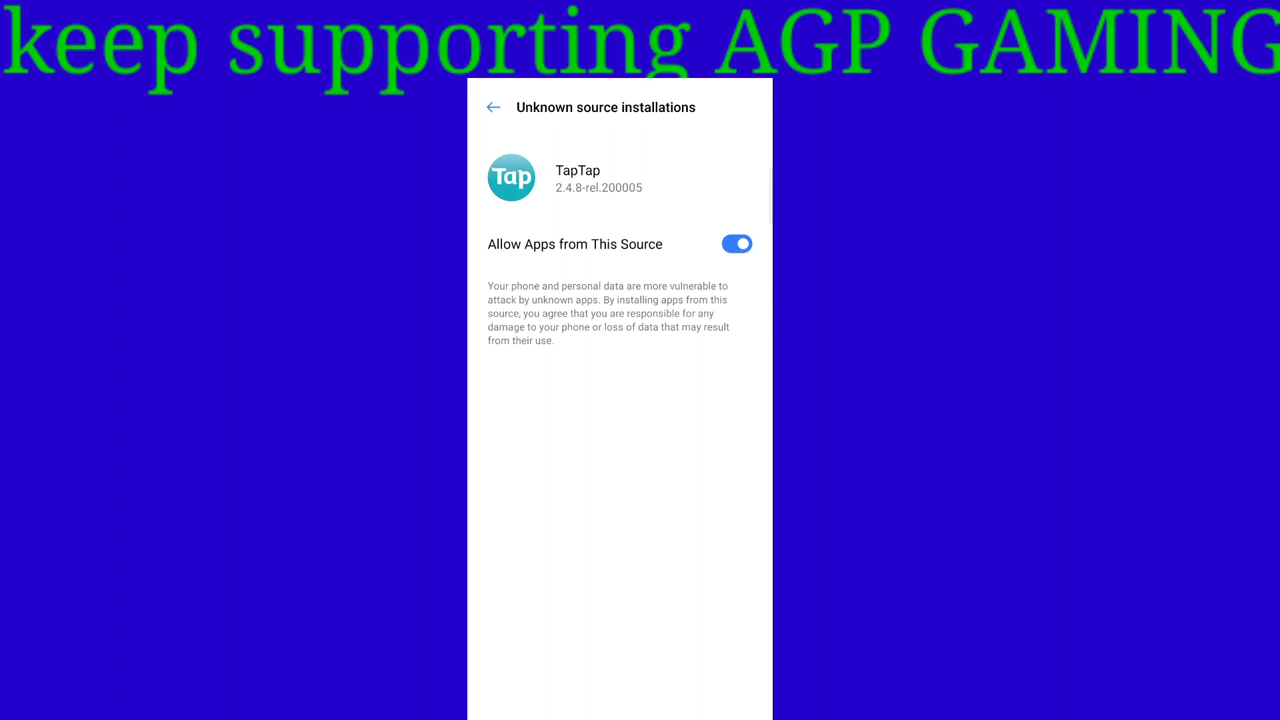 keep supporting AGP GAMING
Unknown source installations
Tap
TapTap
2.4.8-rel.200005
Allow Apps from This Source
Your phone and personal data are more vulnerable to
attack by unknown apps. By installing apps from this
source, you agree that you are responsible for any
damage to your phone or loss of data that may result
from their use.